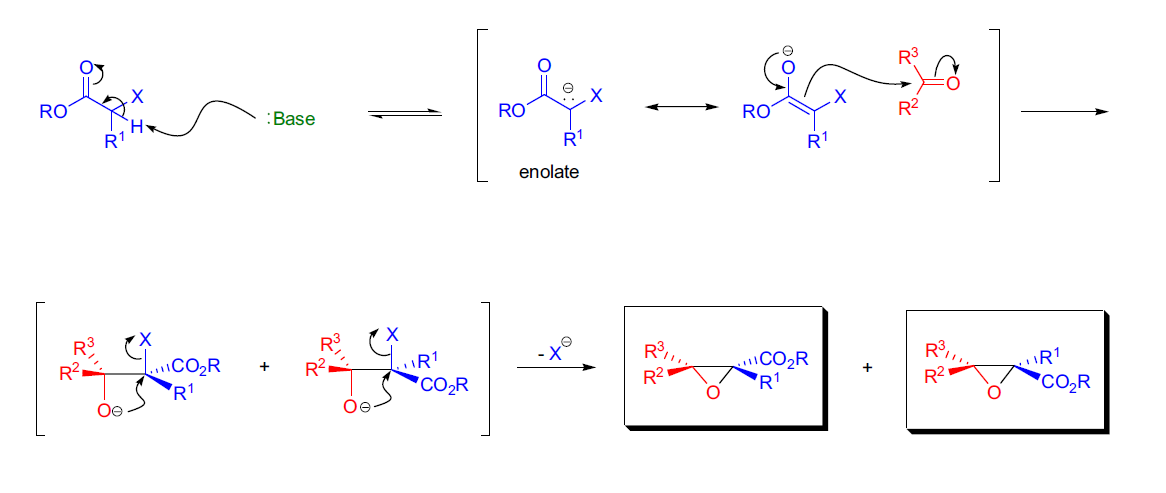 O
RO
X
H
R¹
:Base
O
RO
⊖
X
R¹
enolate
⊖
O
RO
X
R¹
R³
R²
O
R³
R²
X
CO₂R
R¹
O⊖
+
R³
R²
X
R¹
CO₂R
O⊖
- X⊖
R³
R²
O
CO₂R
R¹
+
R³
R²
O
R¹
CO₂R